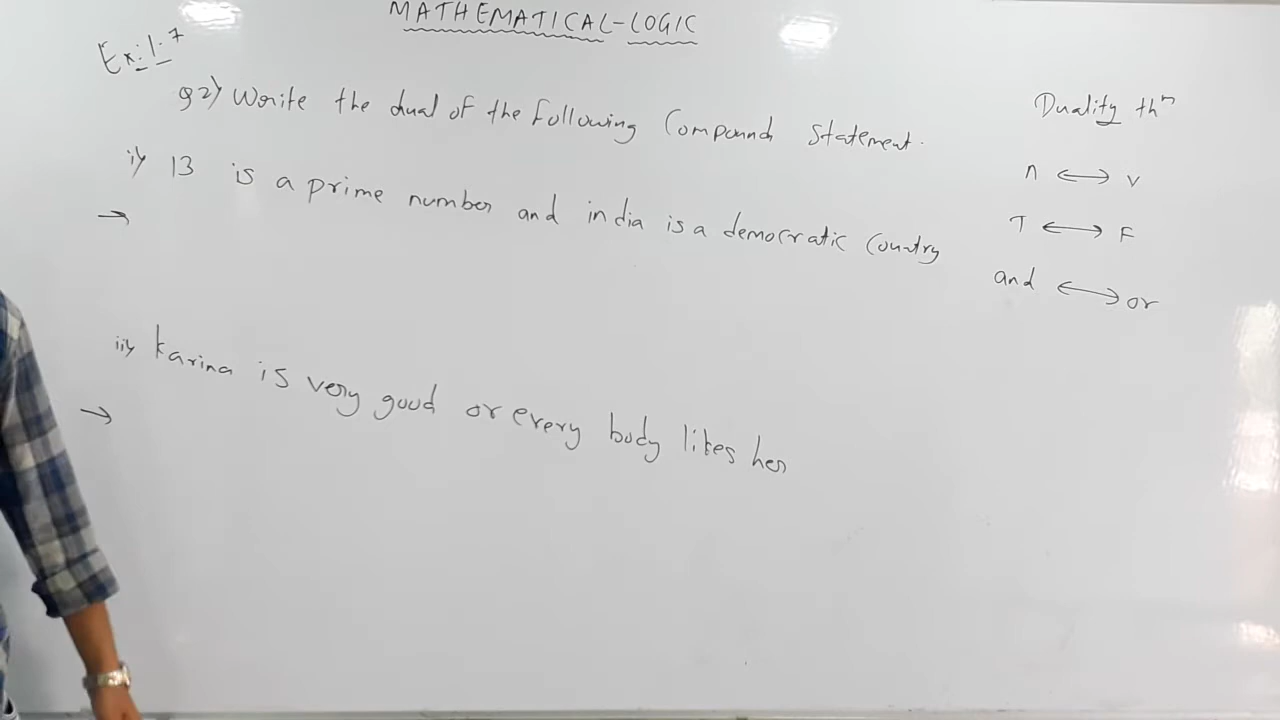 MATHEMATICAL-LOGIC
Ex:1.7
Q2) Write the dual of the Following Compound Statement.
i) 13 is a prime number and india is a democratic Country
→
ii) Karina is very good or every body likes her
→
Duality thⁿ
∧ ↔ ∨
T ↔ F
and ↔ or